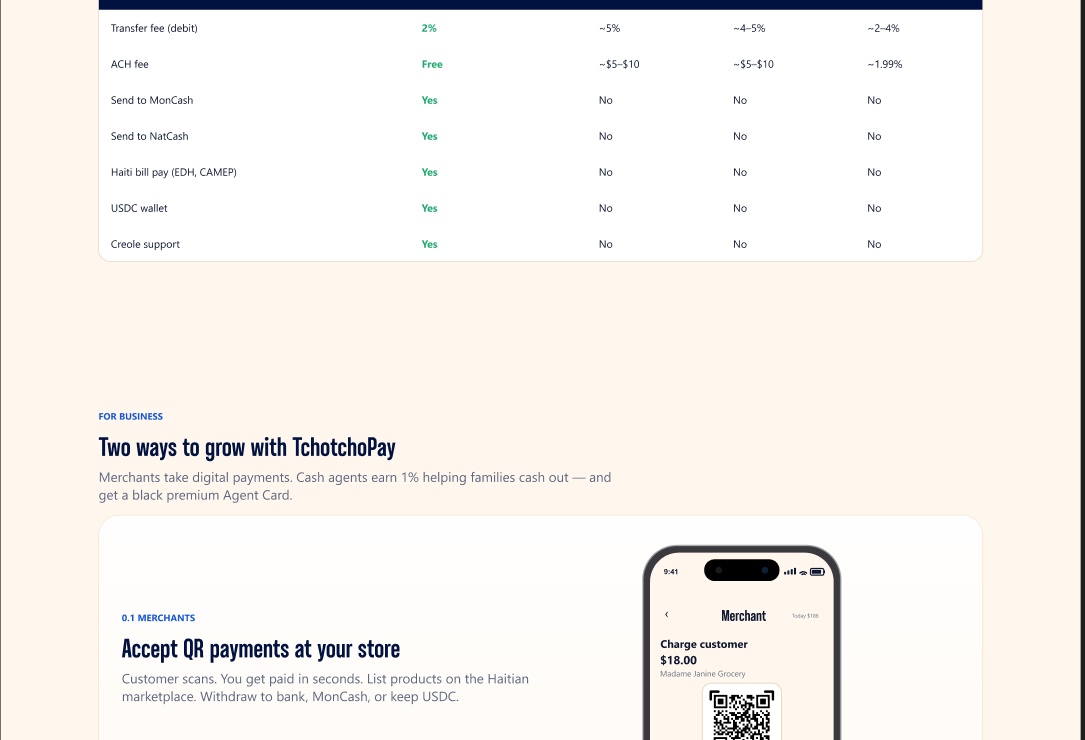 Transfer fee (debit) 2% ~5% ~4–5% ~2–4%
ACH fee Free ~$5–$10 ~$5–$10 ~1.99%
Send to MonCash Yes No No No
Send to NatCash Yes No No No
Haiti bill pay (EDH, CAMEP) Yes No No No
USDC wallet Yes No No No
Creole support Yes No No No
FOR BUSINESS
Two ways to grow with TchotchoPay
Merchants take digital payments. Cash agents earn 1% helping families cash out — and
get a black premium Agent Card.
0.1 MERCHANTS
Accept QR payments at your store
Customer scans. You get paid in seconds. List products on the Haitian
marketplace. Withdraw to bank, MonCash, or keep USDC.
9:41
‹ Merchant Today $186
Charge customer
$18.00
Madame Janine Grocery